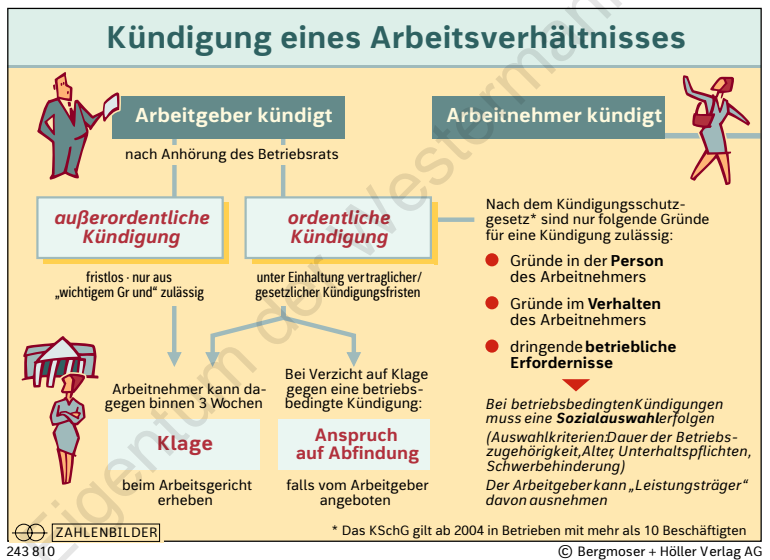 Kündigung eines Arbeitsverhältnisses
Arbeitgeber kündigt
nach Anhörung des Betriebsrats
Arbeitnehmer kündigt
außerordentliche
Kündigung
fristlos · nur aus
„wichtigem Gr und“ zulässig
ordentliche
Kündigung
unter Einhaltung vertraglicher/
gesetzlicher Kündigungsfristen
Arbeitnehmer kann da-
gegen binnen 3 Wochen
Klage
beim Arbeitsgericht
erheben
Bei Verzicht auf Klage
gegen eine betriebs-
bedingte Kündigung:
Anspruch
auf Abfindung
falls vom Arbeitgeber
angeboten
Nach dem Kündigungsschutz-
gesetz* sind nur folgende Gründe
für eine Kündigung zulässig:
Gründe in der Person
des Arbeitnehmers
Gründe im Verhalten
des Arbeitnehmers
dringende betriebliche
Erfordernisse
Bei betriebsbedingten Kündigungen
muss eine Sozialauswahl erfolgen
(Auswahlkriterien: Dauer der Betriebs-
zugehörigkeit, Alter, Unterhaltspflichten,
Schwerbehinderung)
Der Arbeitgeber kann „Leistungsträger“
davon ausnehmen
ZAHLENBILDER
* Das KSchG gilt ab 2004 in Betrieben mit mehr als 10 Beschäftigten
243 810
© Bergmoser + Höller Verlag AG
Eigentum der Westermann